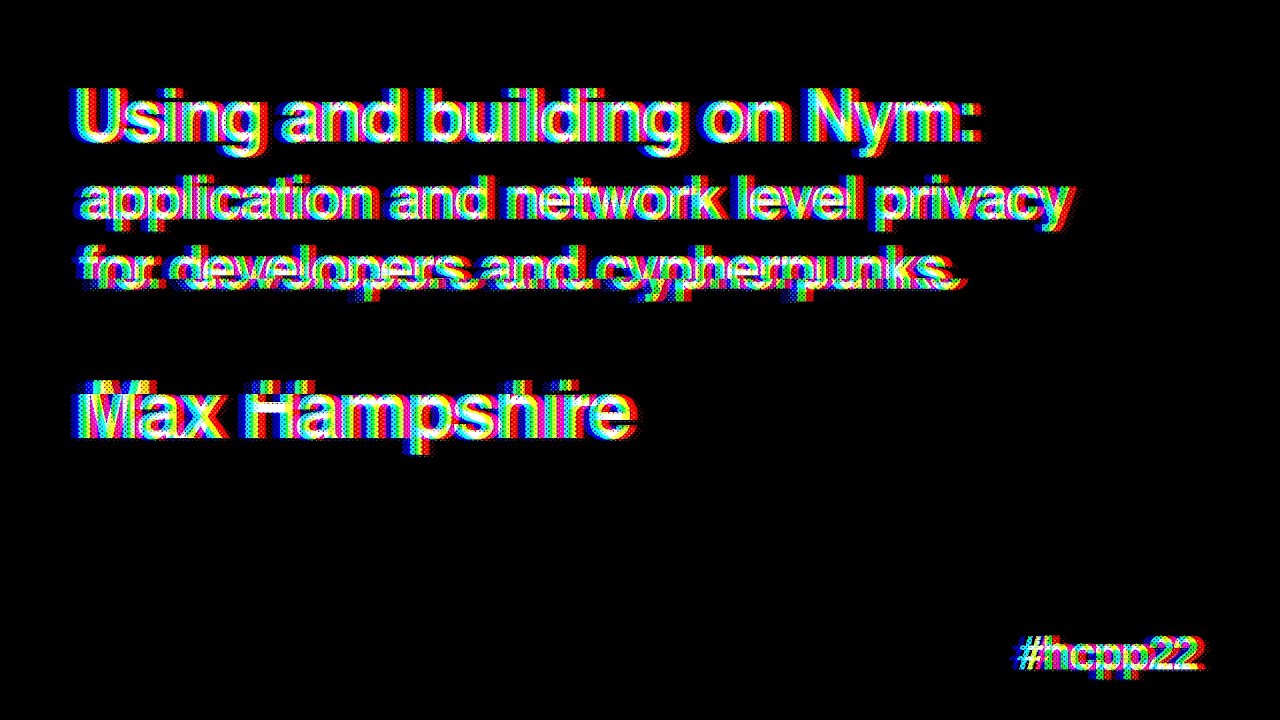 Using and building on Nym:
application and network level privacy
for developers and cypherpunks
Max Hampshire
#hcpp22